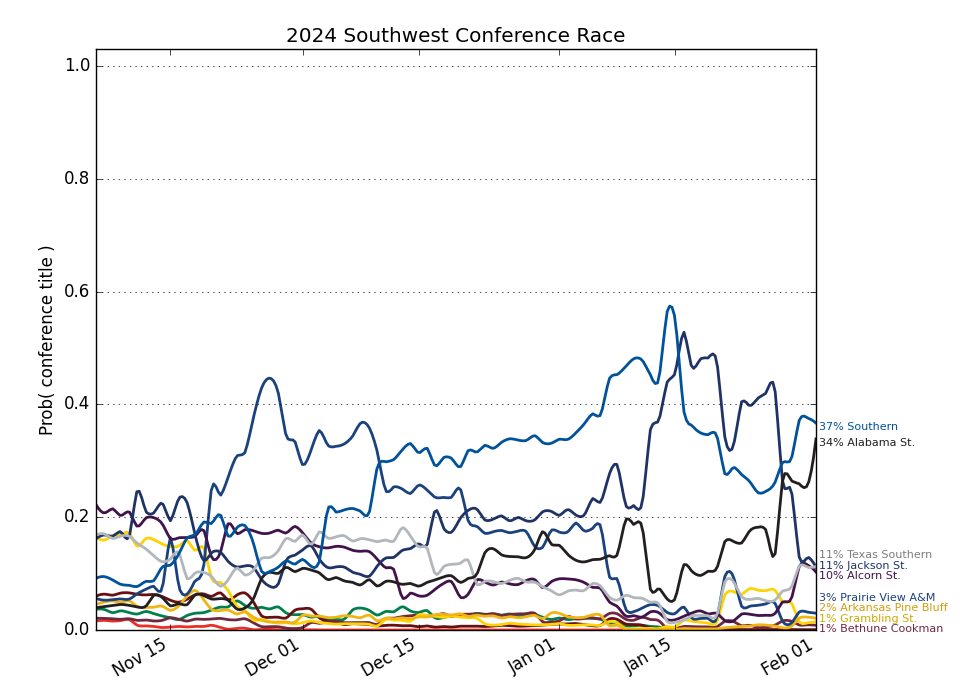 2024 Southwest Conference Race
Prob( conference title )
1.0
0.8
0.6
0.4
0.2
0.0
Nov 15
Dec 01
Dec 15
Jan 01
Jan 15
Feb 01
37% Southern
34% Alabama St.
11% Texas Southern
11% Jackson St.
10% Alcorn St.
3% Prairie View A&M
2% Arkansas Pine Bluff
1% Grambling St.
1% Bethune Cookman